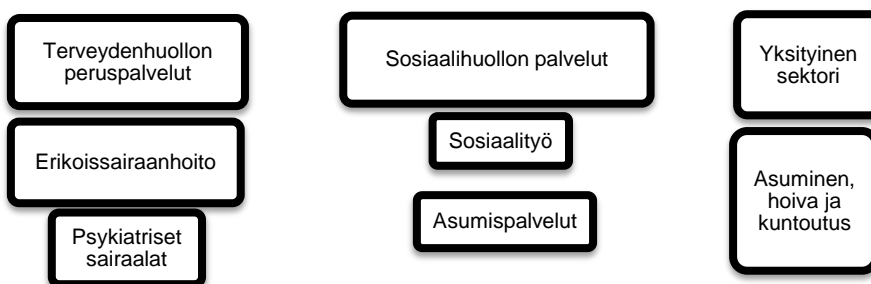 Terveydenhuollon
peruspalvelut
Erikoissairaanhoito
Psykiatriset
sairaalat
Sosiaalihuollon palvelut
Sosiaalityö
Asumispalvelut
Yksityinen
sektori
Asuminen,
hoiva ja
kuntoutus